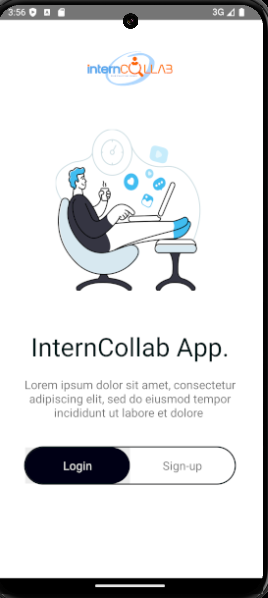 3:56
3G
InternCOLLAB
InternCollab App.
Lorem ipsum dolor sit amet, consectetur
adipiscing elit, sed do eiusmod tempor
incididunt ut labore et dolore
Login
Sign-up